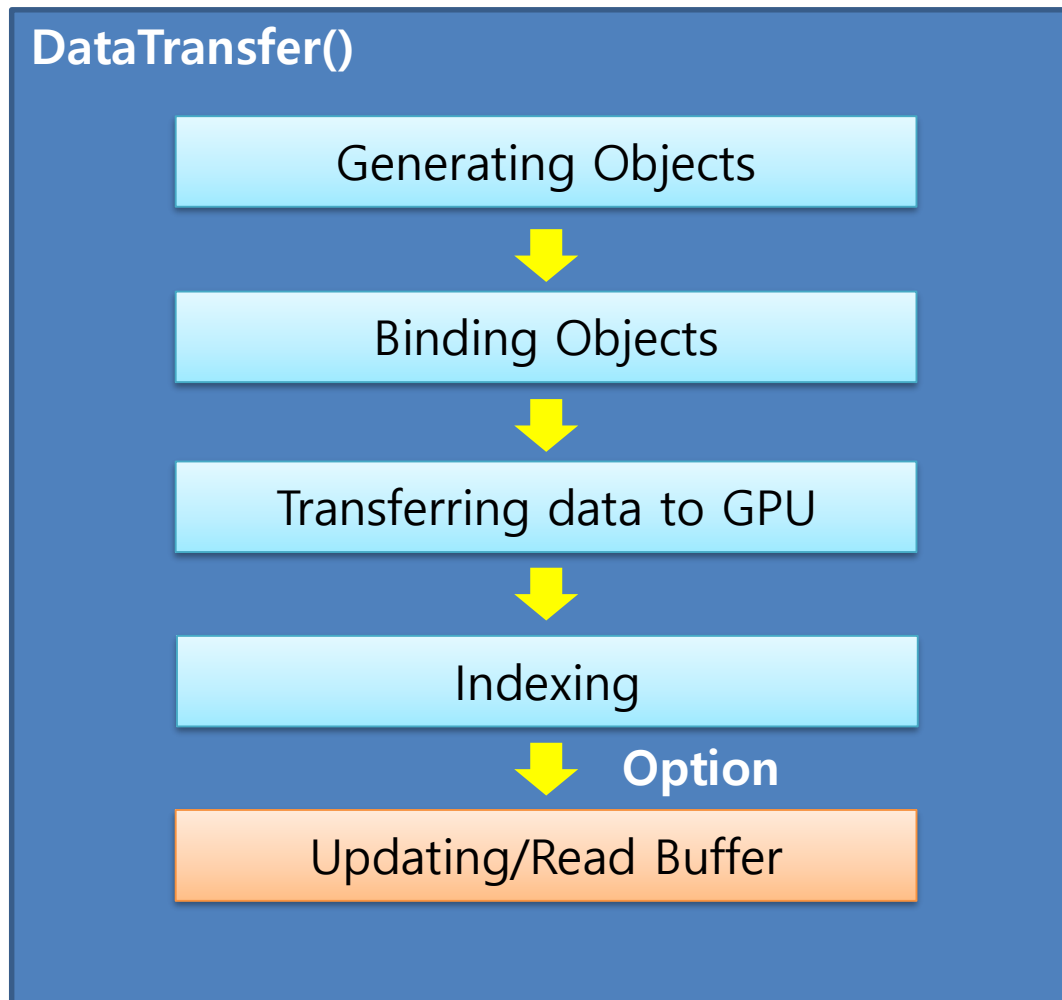 DataTransfer()
Generating Objects
Binding Objects
Transferring data to GPU
Indexing
Option
Updating/Read Buffer